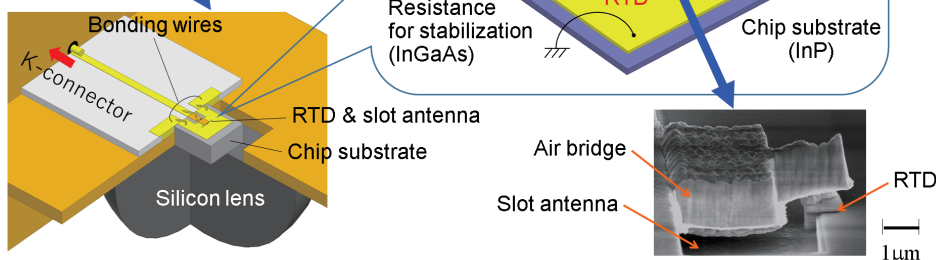 Bonding wires
K-connector
RTD & slot antenna
Chip substrate
Silicon lens
Resistance
for stabilization
(InGaAs)
RTD
Chip substrate
(InP)
Air bridge
Slot antenna
RTD
1μm